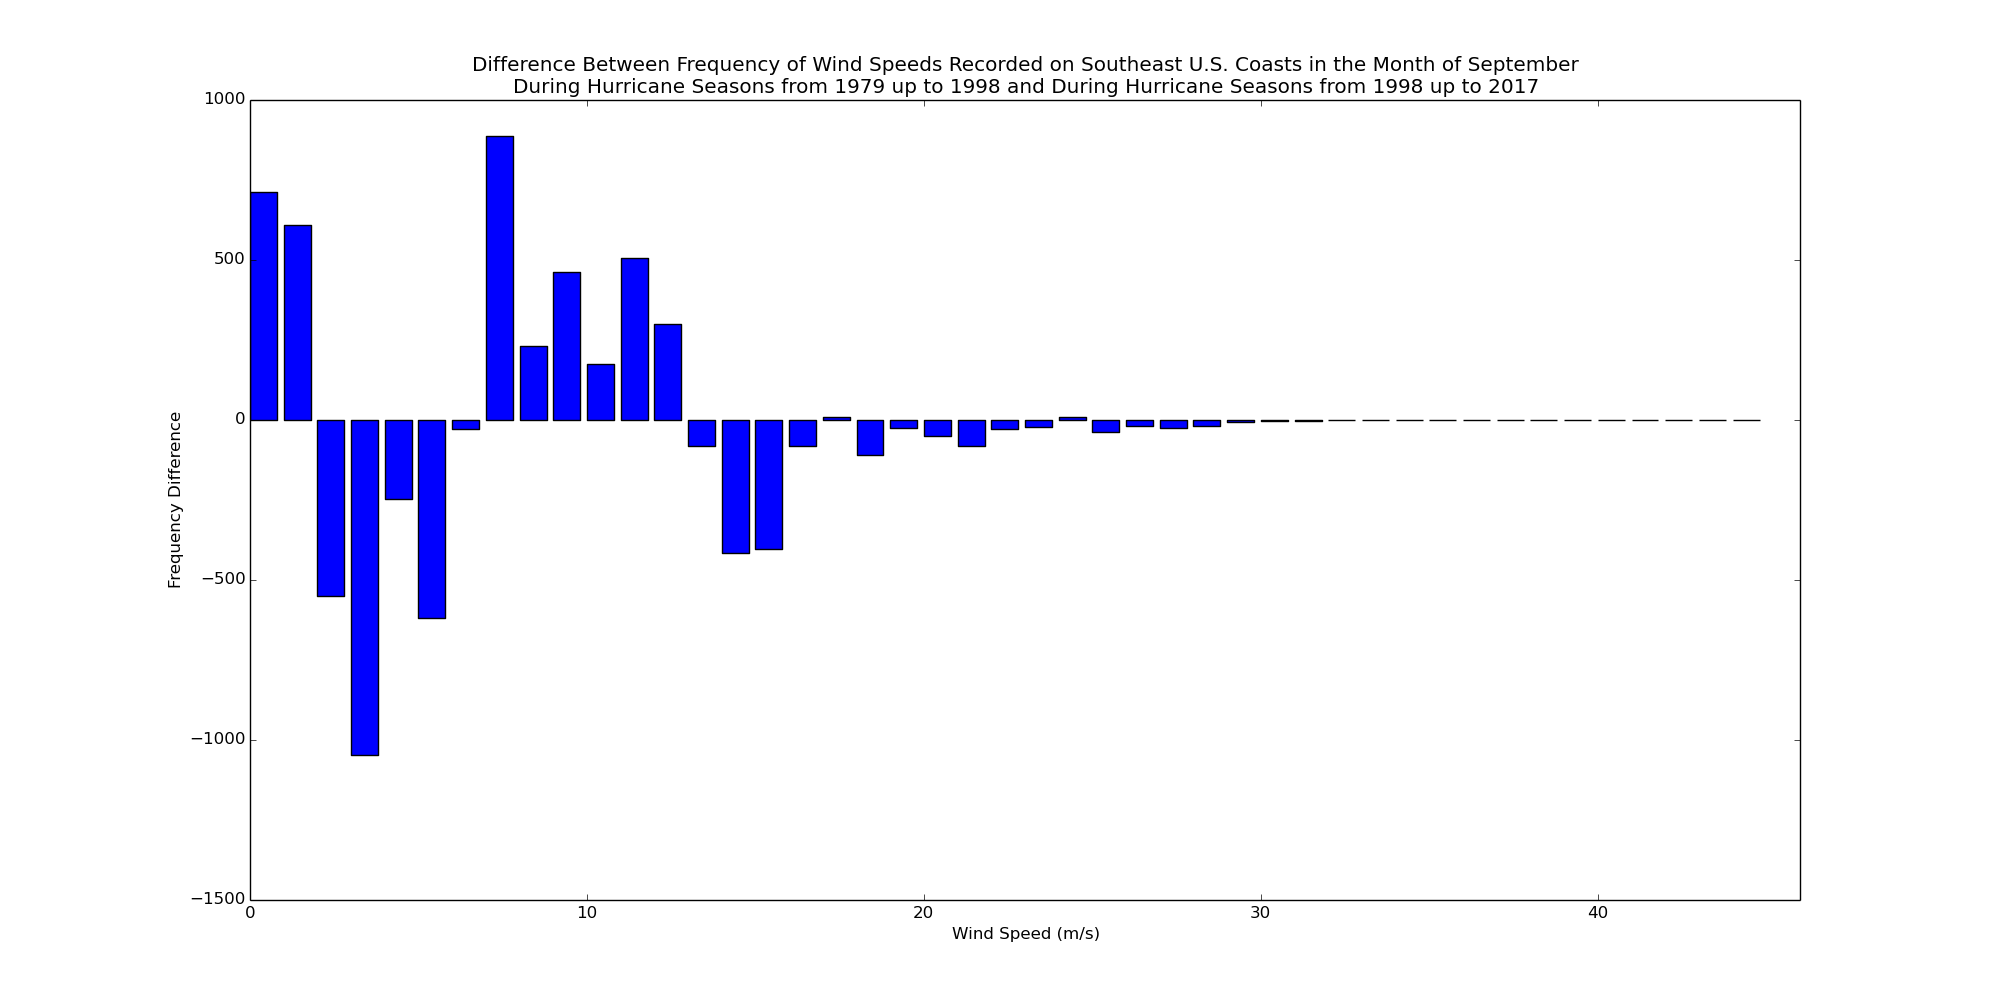 Difference Between Frequency of Wind Speeds Recorded on Southeast U.S. Coasts in the Month of September
During Hurricane Seasons from 1979 up to 1998 and During Hurricane Seasons from 1998 up to 2017
1000
500
0
−500
−1000
−1500
Frequency Difference
0 10 20 30 40
Wind Speed (m/s)